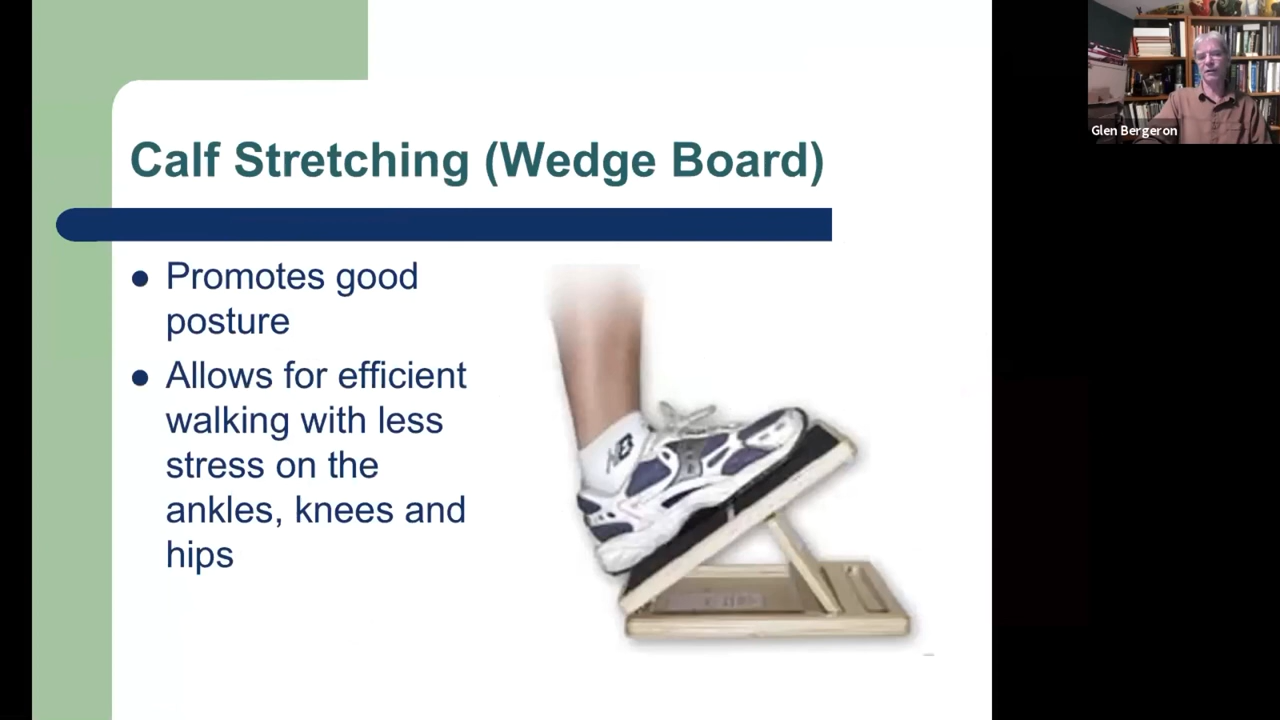 Calf Stretching (Wedge Board)
Promotes good
posture
Allows for efficient
walking with less
stress on the
ankles, knees and
hips
Glen Bergeron